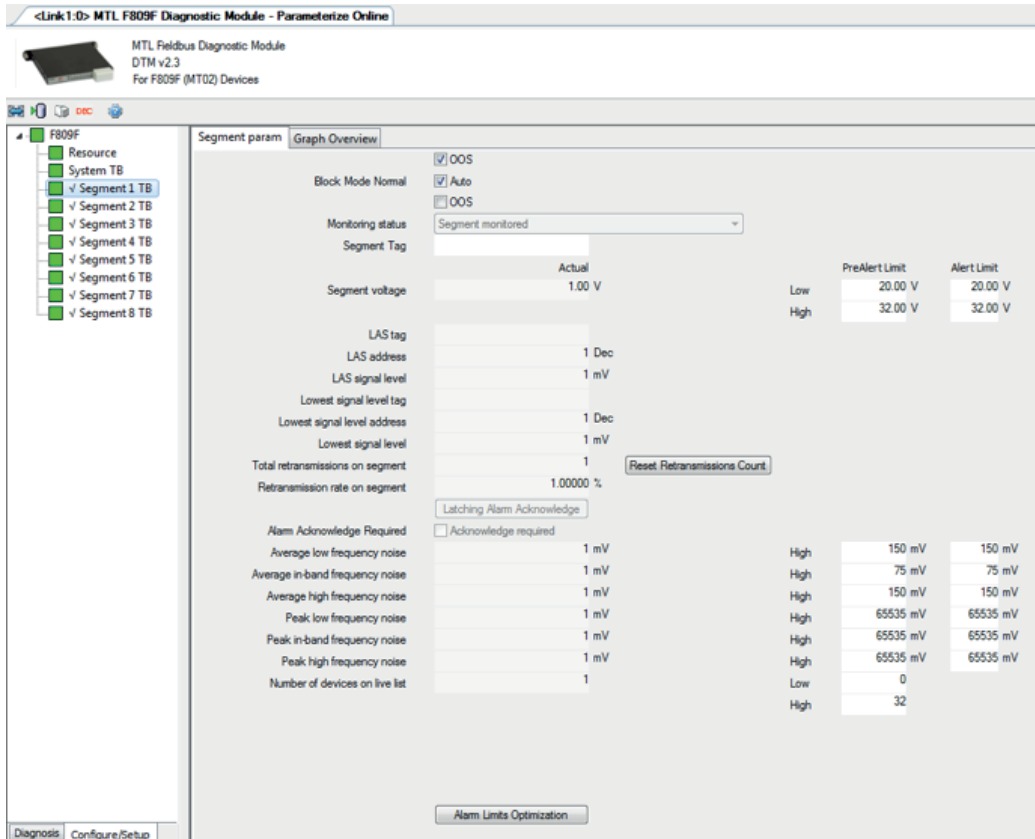 <Link1:0> MTL F809F Diagnostic Module - Parameterize Online
MTL Fieldbus Diagnostic Module
DTM v2.3
For F809F (MT02) Devices
DEC
F809F
Resource
System TB
√ Segment 1 TB
√ Segment 2 TB
√ Segment 3 TB
√ Segment 4 TB
√ Segment 5 TB
√ Segment 6 TB
√ Segment 7 TB
√ Segment 8 TB
Diagnosis Configure/Setup
Segment param Graph Overview
OOS
Block Mode Normal Auto
OOS
Monitoring status Segment monitored
Segment Tag
Actual PreAlert Limit Alert Limit
Segment voltage 1.00 V Low 20.00 V 20.00 V
High 32.00 V 32.00 V
LAS tag
LAS address 1 Dec
LAS signal level 1 mV
Lowest signal level tag
Lowest signal level address 1 Dec
Lowest signal level 1 mV
Total retransmissions on segment 1 Reset Retransmissions Count
Retransmission rate on segment 1.00000 %
Latching Alarm Acknowledge
Alarm Acknowledge Required Acknowledge required
Average low frequency noise 1 mV High 150 mV 150 mV
Average in-band frequency noise 1 mV High 75 mV 75 mV
Average high frequency noise 1 mV High 150 mV 150 mV
Peak low frequency noise 1 mV High 65535 mV 65535 mV
Peak in-band frequency noise 1 mV High 65535 mV 65535 mV
Peak high frequency noise 1 mV High 65535 mV 65535 mV
Number of devices on live list 1 Low 0
High 32
Alarm Limits Optimization